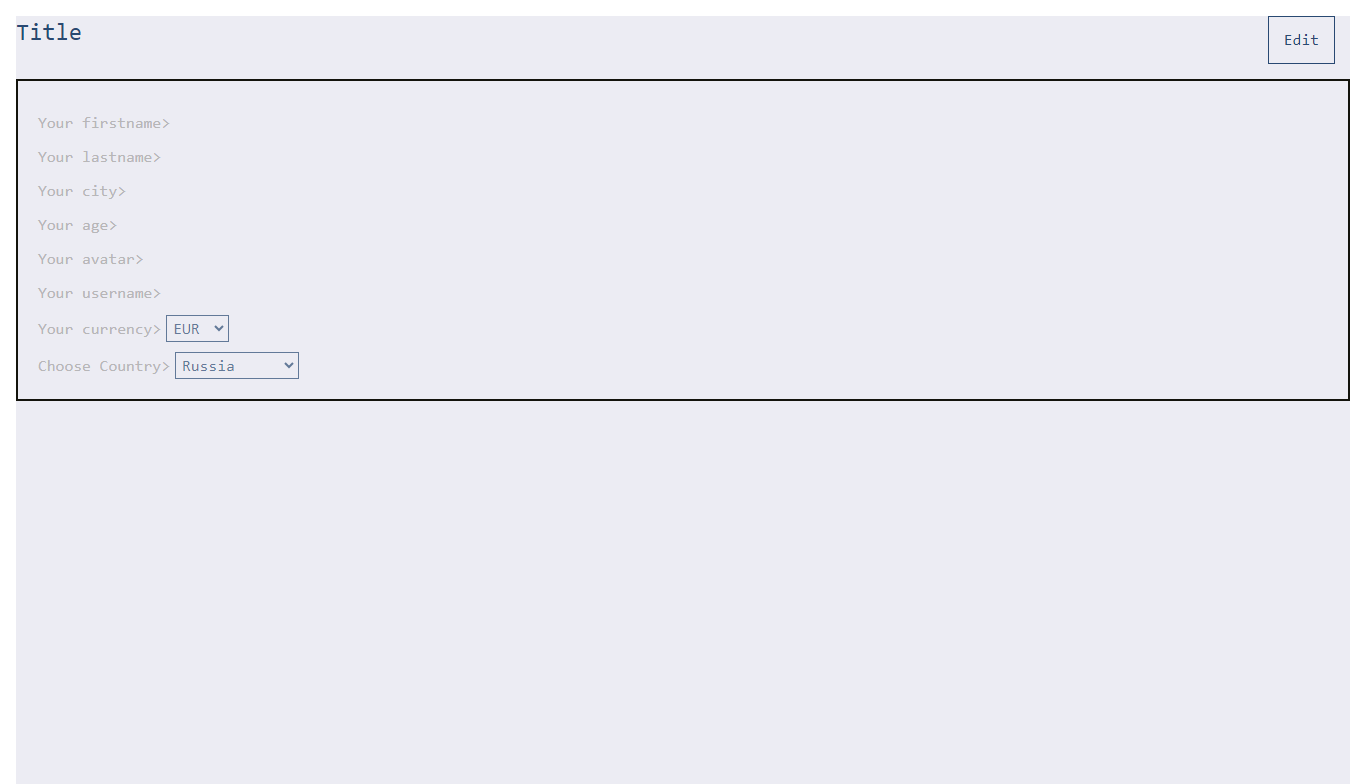 Title
Edit
Your firstname>
Your lastname>
Your city>
Your age>
Your avatar>
Your username>
Your currency> EUR
Choose Country> Russia